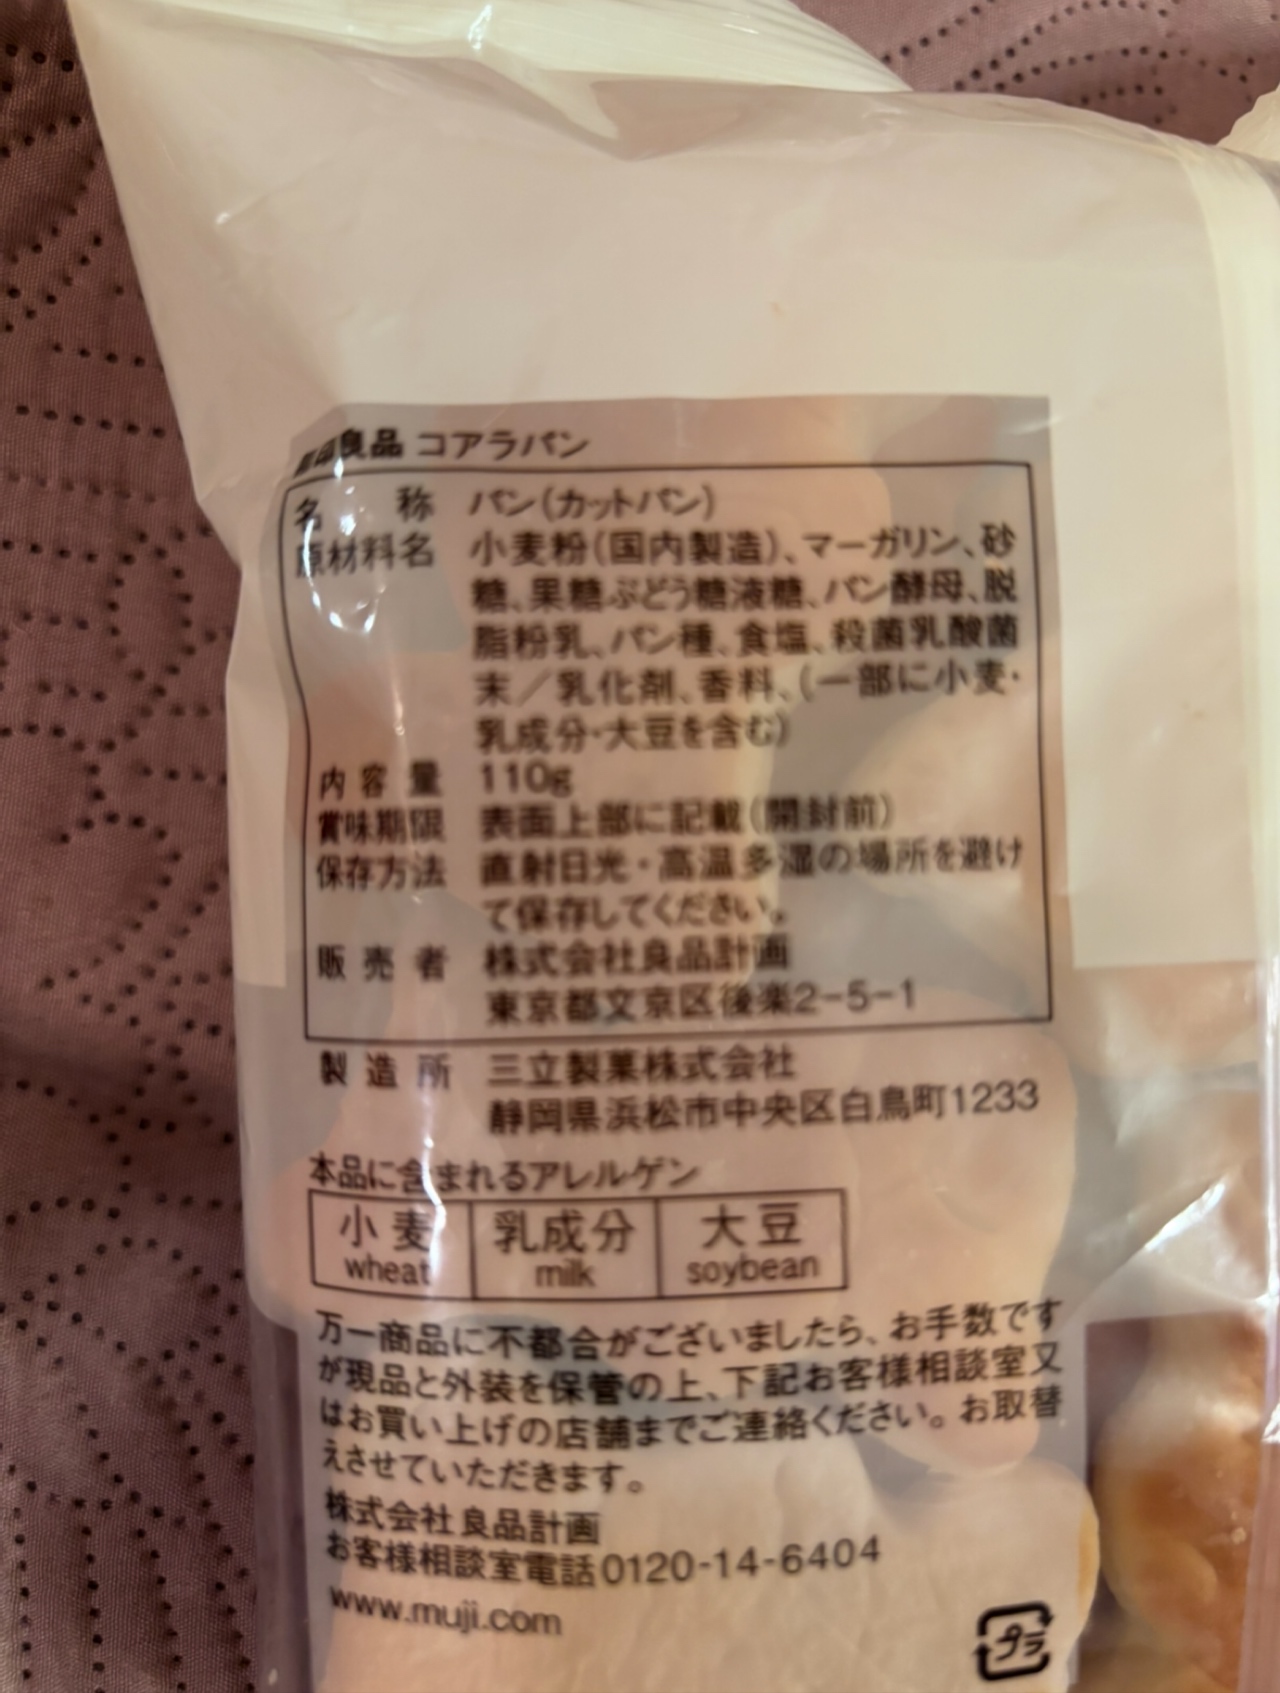 無印良品 コアラパン
名称 パン(カットパン)
原材料名 小麦粉(国内製造)、マーガリン、砂
糖、果糖ぶどう糖液糖、パン酵母、脱
脂粉乳、パン種、食塩、殺菌乳酸菌
末／乳化剤、香料、(一部に小麦・
乳成分・大豆を含む)
内容量 110g
賞味期限 表面上部に記載(開封前)
保存方法 直射日光・高温多湿の場所を避け
て保存してください。
販売者 株式会社良品計画
東京都文京区後楽2-5-1
製造所 三立製菓株式会社
静岡県浜松市中央区白鳥町1233
本品に含まれるアレルゲン
小麦 乳成分 大豆
wheat milk soybean
万一商品に不都合がございましたら、お手数です
が現品と外装を保管の上、下記お客様相談室又
はお買い上げの店舗までご連絡ください。お取替
えさせていただきます。
株式会社良品計画
お客様相談室電話0120-14-6404
www.muji.com
プラ